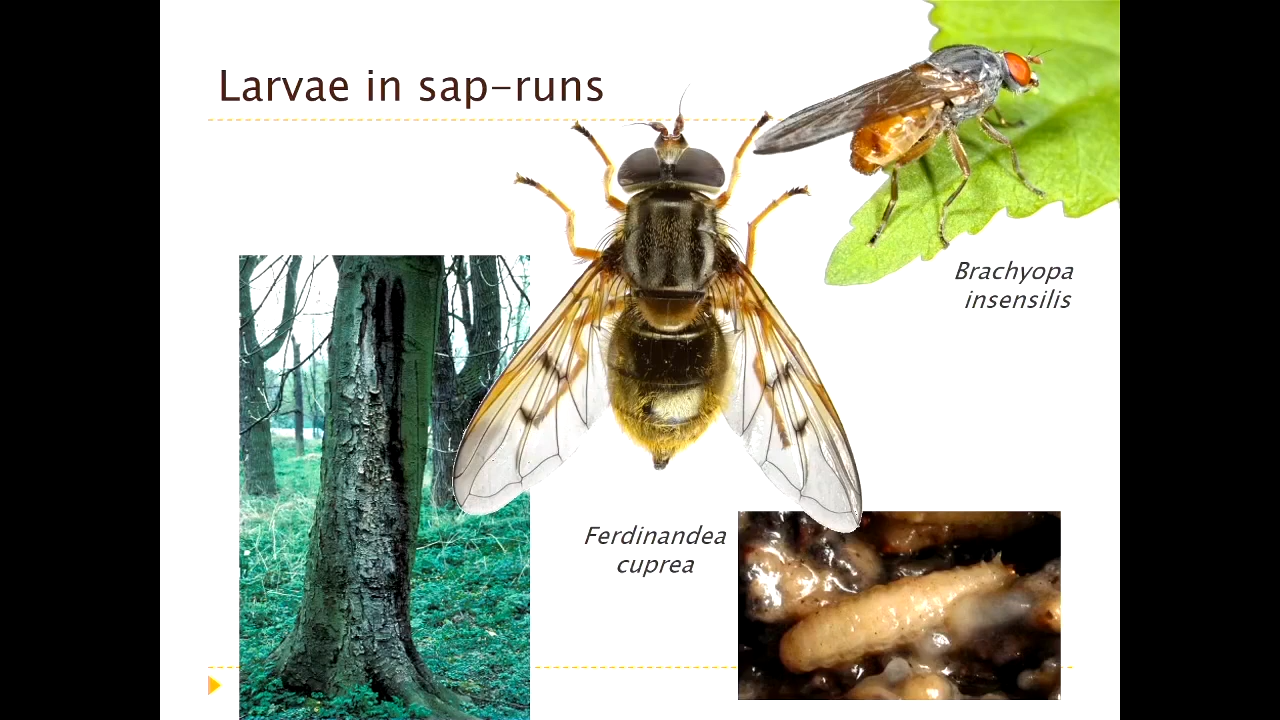 Larvae in sap-runs
Brachyopa
insensilis
Ferdinandea
cuprea